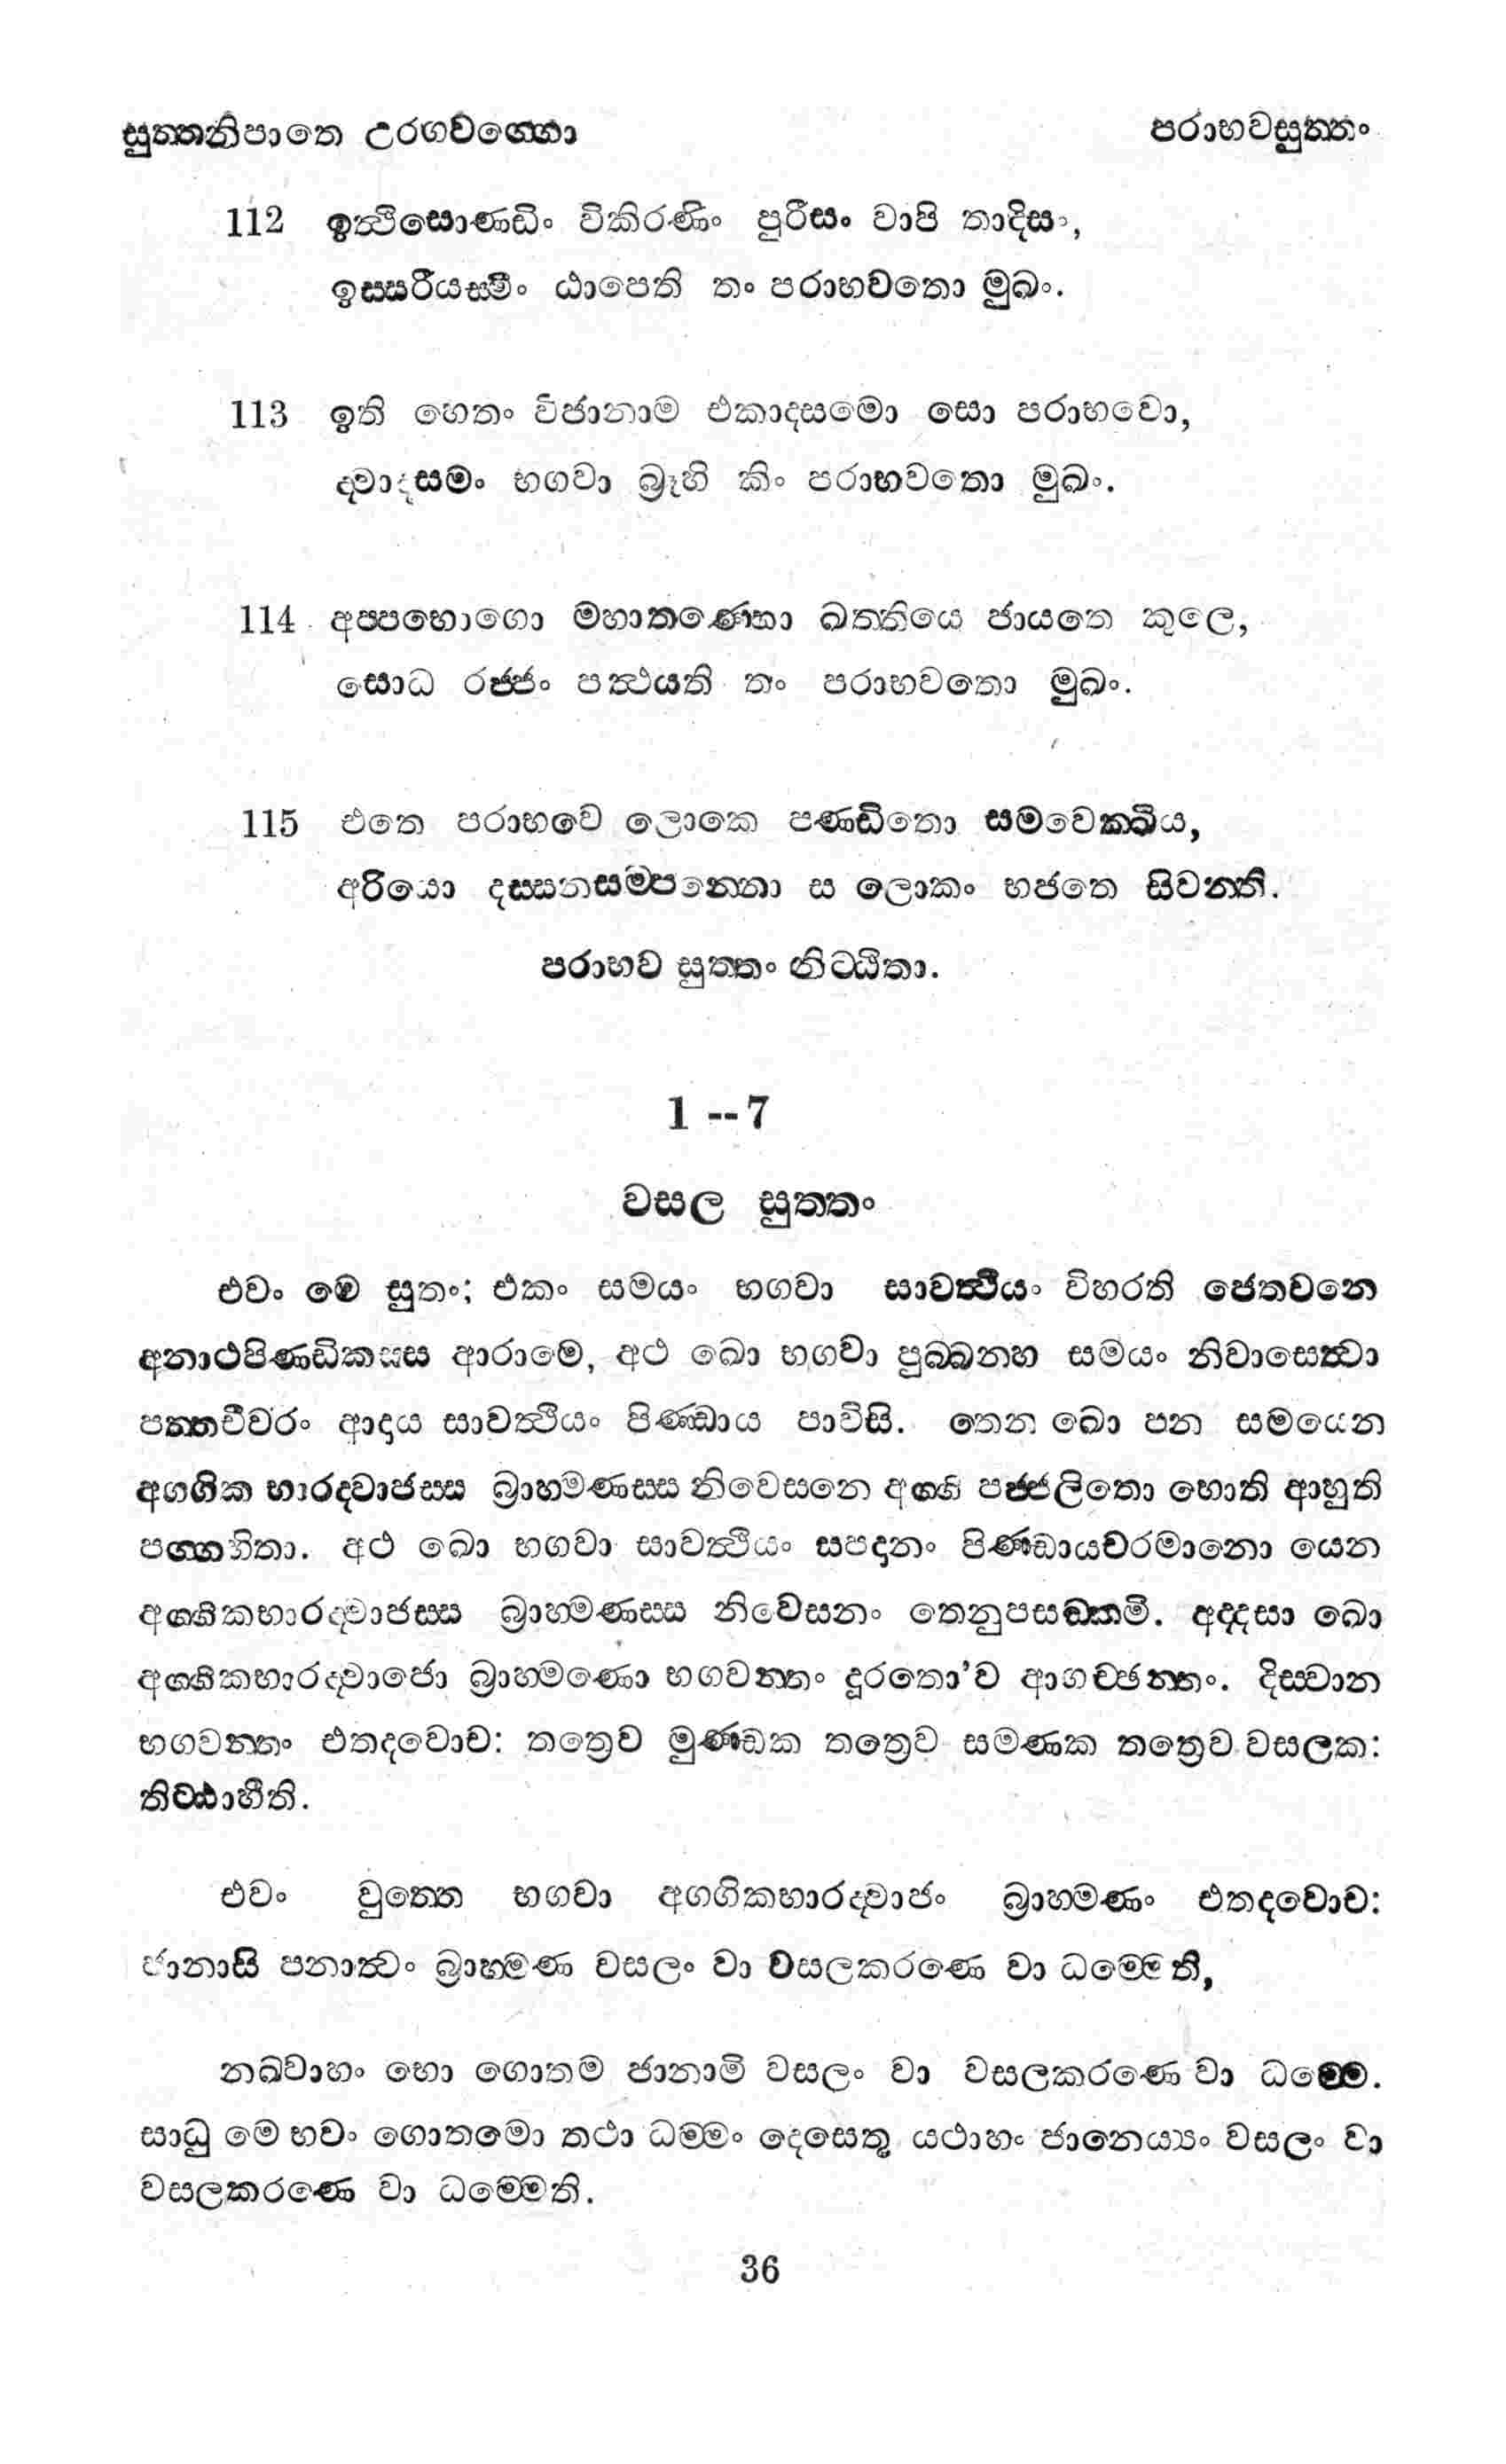 සුත්තනිපාතෙ උරගවග්ගො
පරාභවසුත්තං
112 ඉත්ථිසොණ්ඩිං විකිරණිං පුරිසං වාපි තාදිසං,
ඉස්සරියස්මිං ඨාපෙති තං පරාභවතො මුඛං.
113 ඉති හෙතං විජානාම එකාදසමො සො පරාභවො,
ද්වාදසමං භගවා බ්‍රූහි කිං පරාභවතො මුඛං.
114 අප්පභොගො මහාතණ්හො ඛත්තියෙ ජායතෙ කුලෙ,
සොධ රජ්ජං පත්ථයති තං පරාභවතො මුඛං.
115 එතෙ පරාභවෙ ලොකෙ පණ්ඩිතො සමවෙක්ඛිය,
අරියො දස්සනසම්පන්නො ස ලොකං භජතෙ සිවන්ති.
පරාභව සුත්තං නිට්ඨිතා.
1--7
වසල සුත්තං
එවං මෙ සුතං; එකං සමයං භගවා සාවත්ථියං විහරති ජෙතවනෙ
අනාථපිණ්ඩිකස්ස ආරාමෙ, අථ ඛො භගවා පුබ්බන්හ සමයං නිවාසෙත්වා
පත්තචීවරං ආදාය සාවත්ථියං පිණ්ඩාය පාවිසි. තෙන ඛො පන සමයෙන
අග්ගික භාරද්වාජස්ස බ්‍රාහ්මණස්ස නිවෙසනෙ අග්ගි පජ්ජලිතො හොති ආහුති
පග්ගහිතා. අථ ඛො භගවා සාවත්ථියං සපදානං පිණ්ඩායචරමානො යෙන
අග්ගිකභාරද්වාජස්ස බ්‍රාහ්මණස්ස නිවෙසනං තෙනුපසඞ්කමි. අද්දසා ඛො
අග්ගිකභාරද්වාජො බ්‍රාහ්මණො භගවන්තං දූරතො’ව ආගච්ඡන්තං. දිස්වාන
භගවන්තං එතදවොච: තත්‍රෙව මුණ්ඩක තත්‍රෙව සමණක තත්‍රෙව වසලක:
තිට්ඨාහීති.
එවං වුත්තෙ භගවා අග්ගිකභාරද්වාජං බ්‍රාහ්මණං එතදවොච:
ජානාසි පනාත්වං බ්‍රාහ්මණ වසලං වා වසලකරණෙ වා ධම්මෙති,
නඛ්වාහං භො ගොතම ජානාමි වසලං වා වසලකරණෙ වා ධම්මෙ.
සාධු මෙ භවං ගොතමො තථා ධම්මං දෙසෙතු යථාහං ජානෙය්‍යං වසලං වා
වසලකරණෙ වා ධම්මෙති.
36